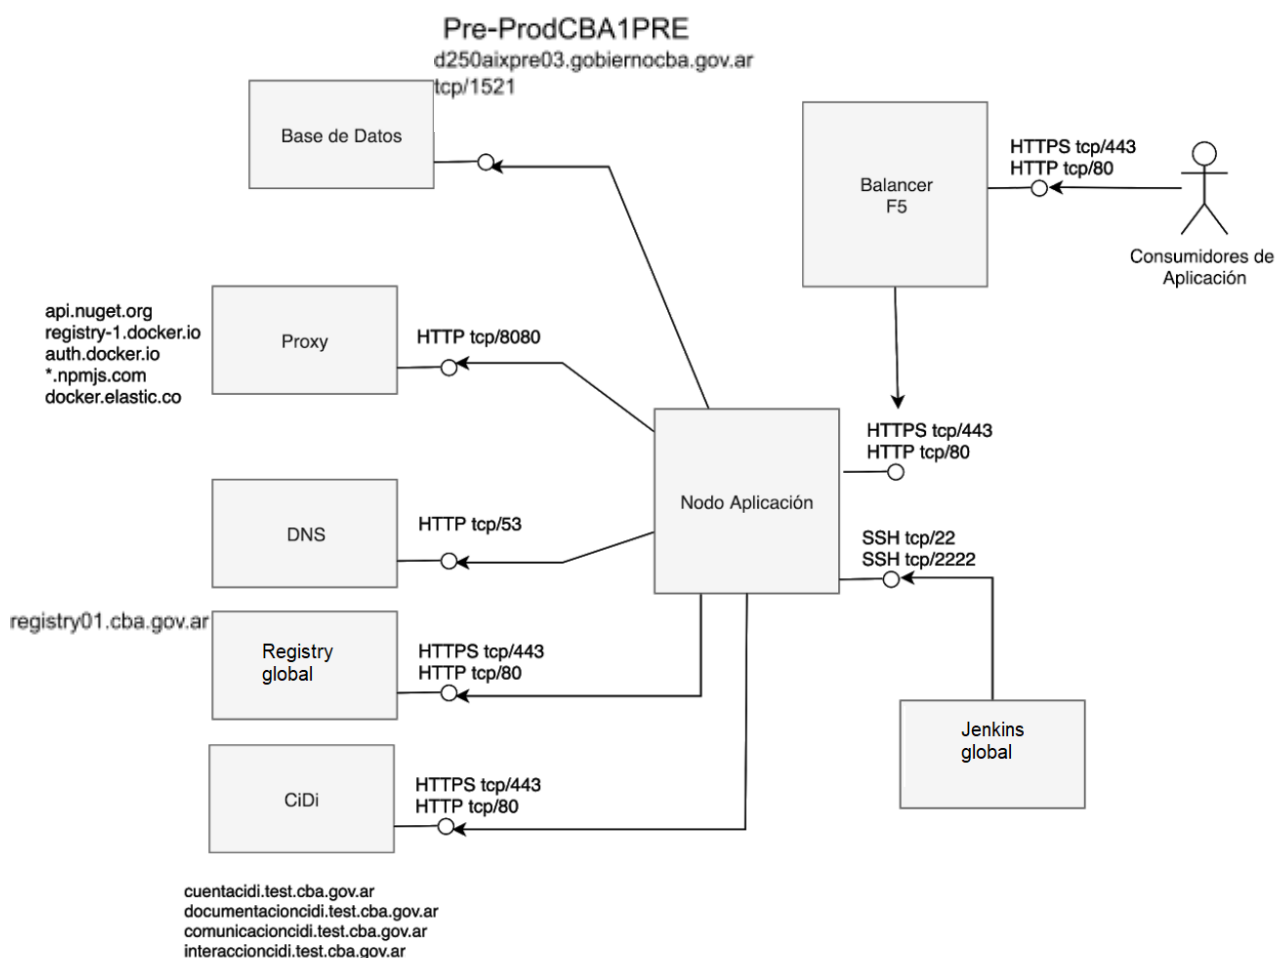 Pre-ProdCBA1PRE
d250aixpre03.gobiernocba.gov.ar
tcp/1521
Base de Datos
Balancer
F5
HTTPS tcp/443
HTTP tcp/80
Consumidores de
Aplicación
api.nuget.org
registry-1.docker.io
auth.docker.io
*.npmjs.com
docker.elastic.co
Proxy
HTTP tcp/8080
HTTPS tcp/443
HTTP tcp/80
Nodo Aplicación
DNS
HTTP tcp/53
SSH tcp/22
SSH tcp/2222
registry01.cba.gov.ar
Registry
global
HTTPS tcp/443
HTTP tcp/80
Jenkins
global
CiDi
HTTPS tcp/443
HTTP tcp/80
cuentacidi.test.cba.gov.ar
documentacioncidi.test.cba.gov.ar
comunicacioncidi.test.cba.gov.ar
interaccioncidi.test.cba.gov.ar